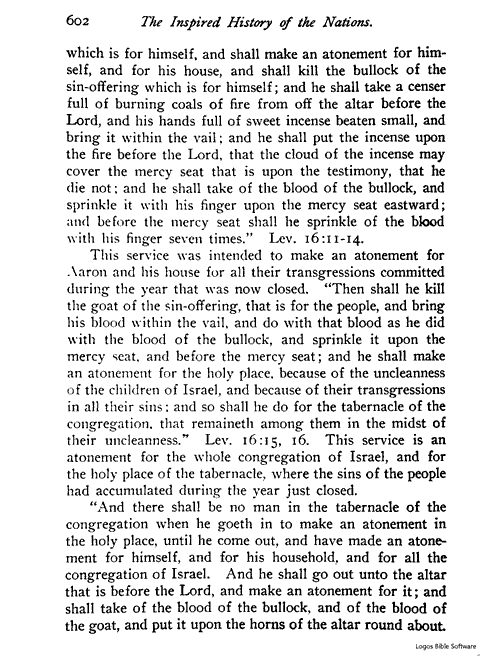 602 The Inspired History of the Nations.
which is for himself, and shall make an atonement for him-
self, and for his house, and shall kill the bullock of the
sin-offering which is for himself; and he shall take a censer
full of burning coals of fire from off the altar before the
Lord, and his hands full of sweet incense beaten small, and
bring it within the vail; and he shall put the incense upon
the fire before the Lord, that the cloud of the incense may
cover the mercy seat that is upon the testimony, that he
die not; and he shall take of the blood of the bullock, and
sprinkle it with his finger upon the mercy seat eastward;
and before the mercy seat shall he sprinkle of the blood
with his finger seven times." Lev. 16:11-14.
This service was intended to make an atonement for
Aaron and his house for all their transgressions committed
during the year that was now closed. "Then shall he kill
the goat of the sin-offering, that is for the people, and bring
his blood within the vail, and do with that blood as he did
with the blood of the bullock, and sprinkle it upon the
mercy seat, and before the mercy seat; and he shall make
an atonement for the holy place, because of the uncleanness
of the children of Israel, and because of their transgressions
in all their sins; and so shall he do for the tabernacle of the
congregation, that remaineth among them in the midst of
their uncleanness." Lev. 16:15, 16. This service is an
atonement for the whole congregation of Israel, and for
the holy place of the tabernacle, where the sins of the people
had accumulated during the year just closed.
"And there shall be no man in the tabernacle of the
congregation when he goeth in to make an atonement in
the holy place, until he come out, and have made an atone-
ment for himself, and for his household, and for all the
congregation of Israel. And he shall go out unto the altar
that is before the Lord, and make an atonement for it; and
shall take of the blood of the bullock, and of the blood of
the goat, and put it upon the horns of the altar round about.
Logos Bible Software